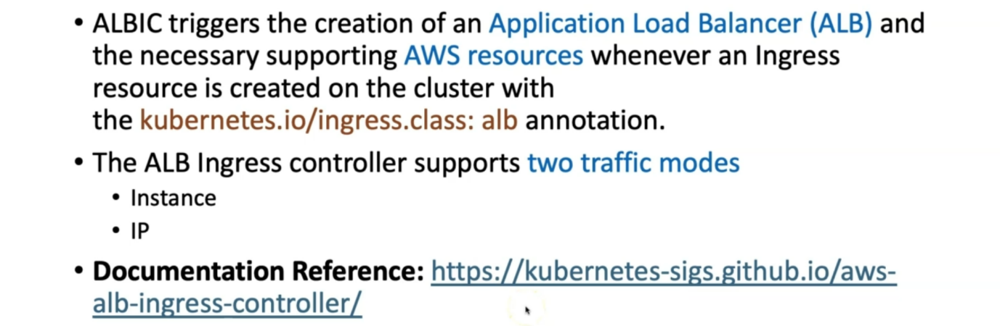 • ALBIC triggers the creation of an Application Load Balancer (ALB) and
the necessary supporting AWS resources whenever an Ingress
resource is created on the cluster with
the kubernetes.io/ingress.class: alb annotation.
• The ALB Ingress controller supports two traffic modes
• Instance
• IP
• Documentation Reference: https://kubernetes-sigs.github.io/aws-
alb-ingress-controller/